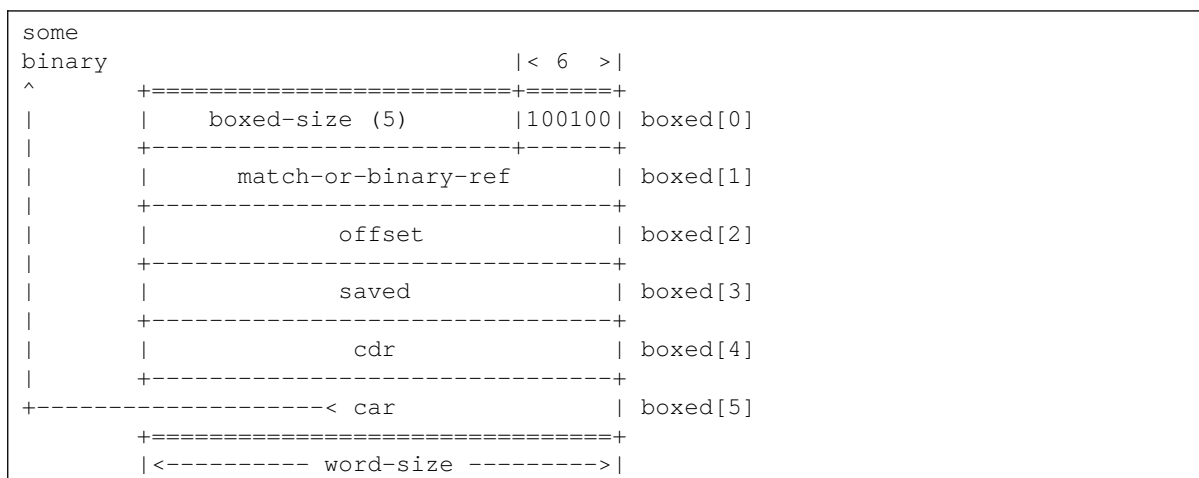 some
binary                            |< 6  >|
^       +=========================+======+
|       |    boxed-size (5)       |100100| boxed[0]
|       +-------------------------+------+
|       |      match-or-binary-ref       | boxed[1]
|       +--------------------------------+
|       |             offset             | boxed[2]
|       +--------------------------------+
|       |             saved              | boxed[3]
|       +--------------------------------+
|       |              cdr               | boxed[4]
|       +--------------------------------+
+--------------------< car               | boxed[5]
        +================================+
        |<---------- word-size --------->|